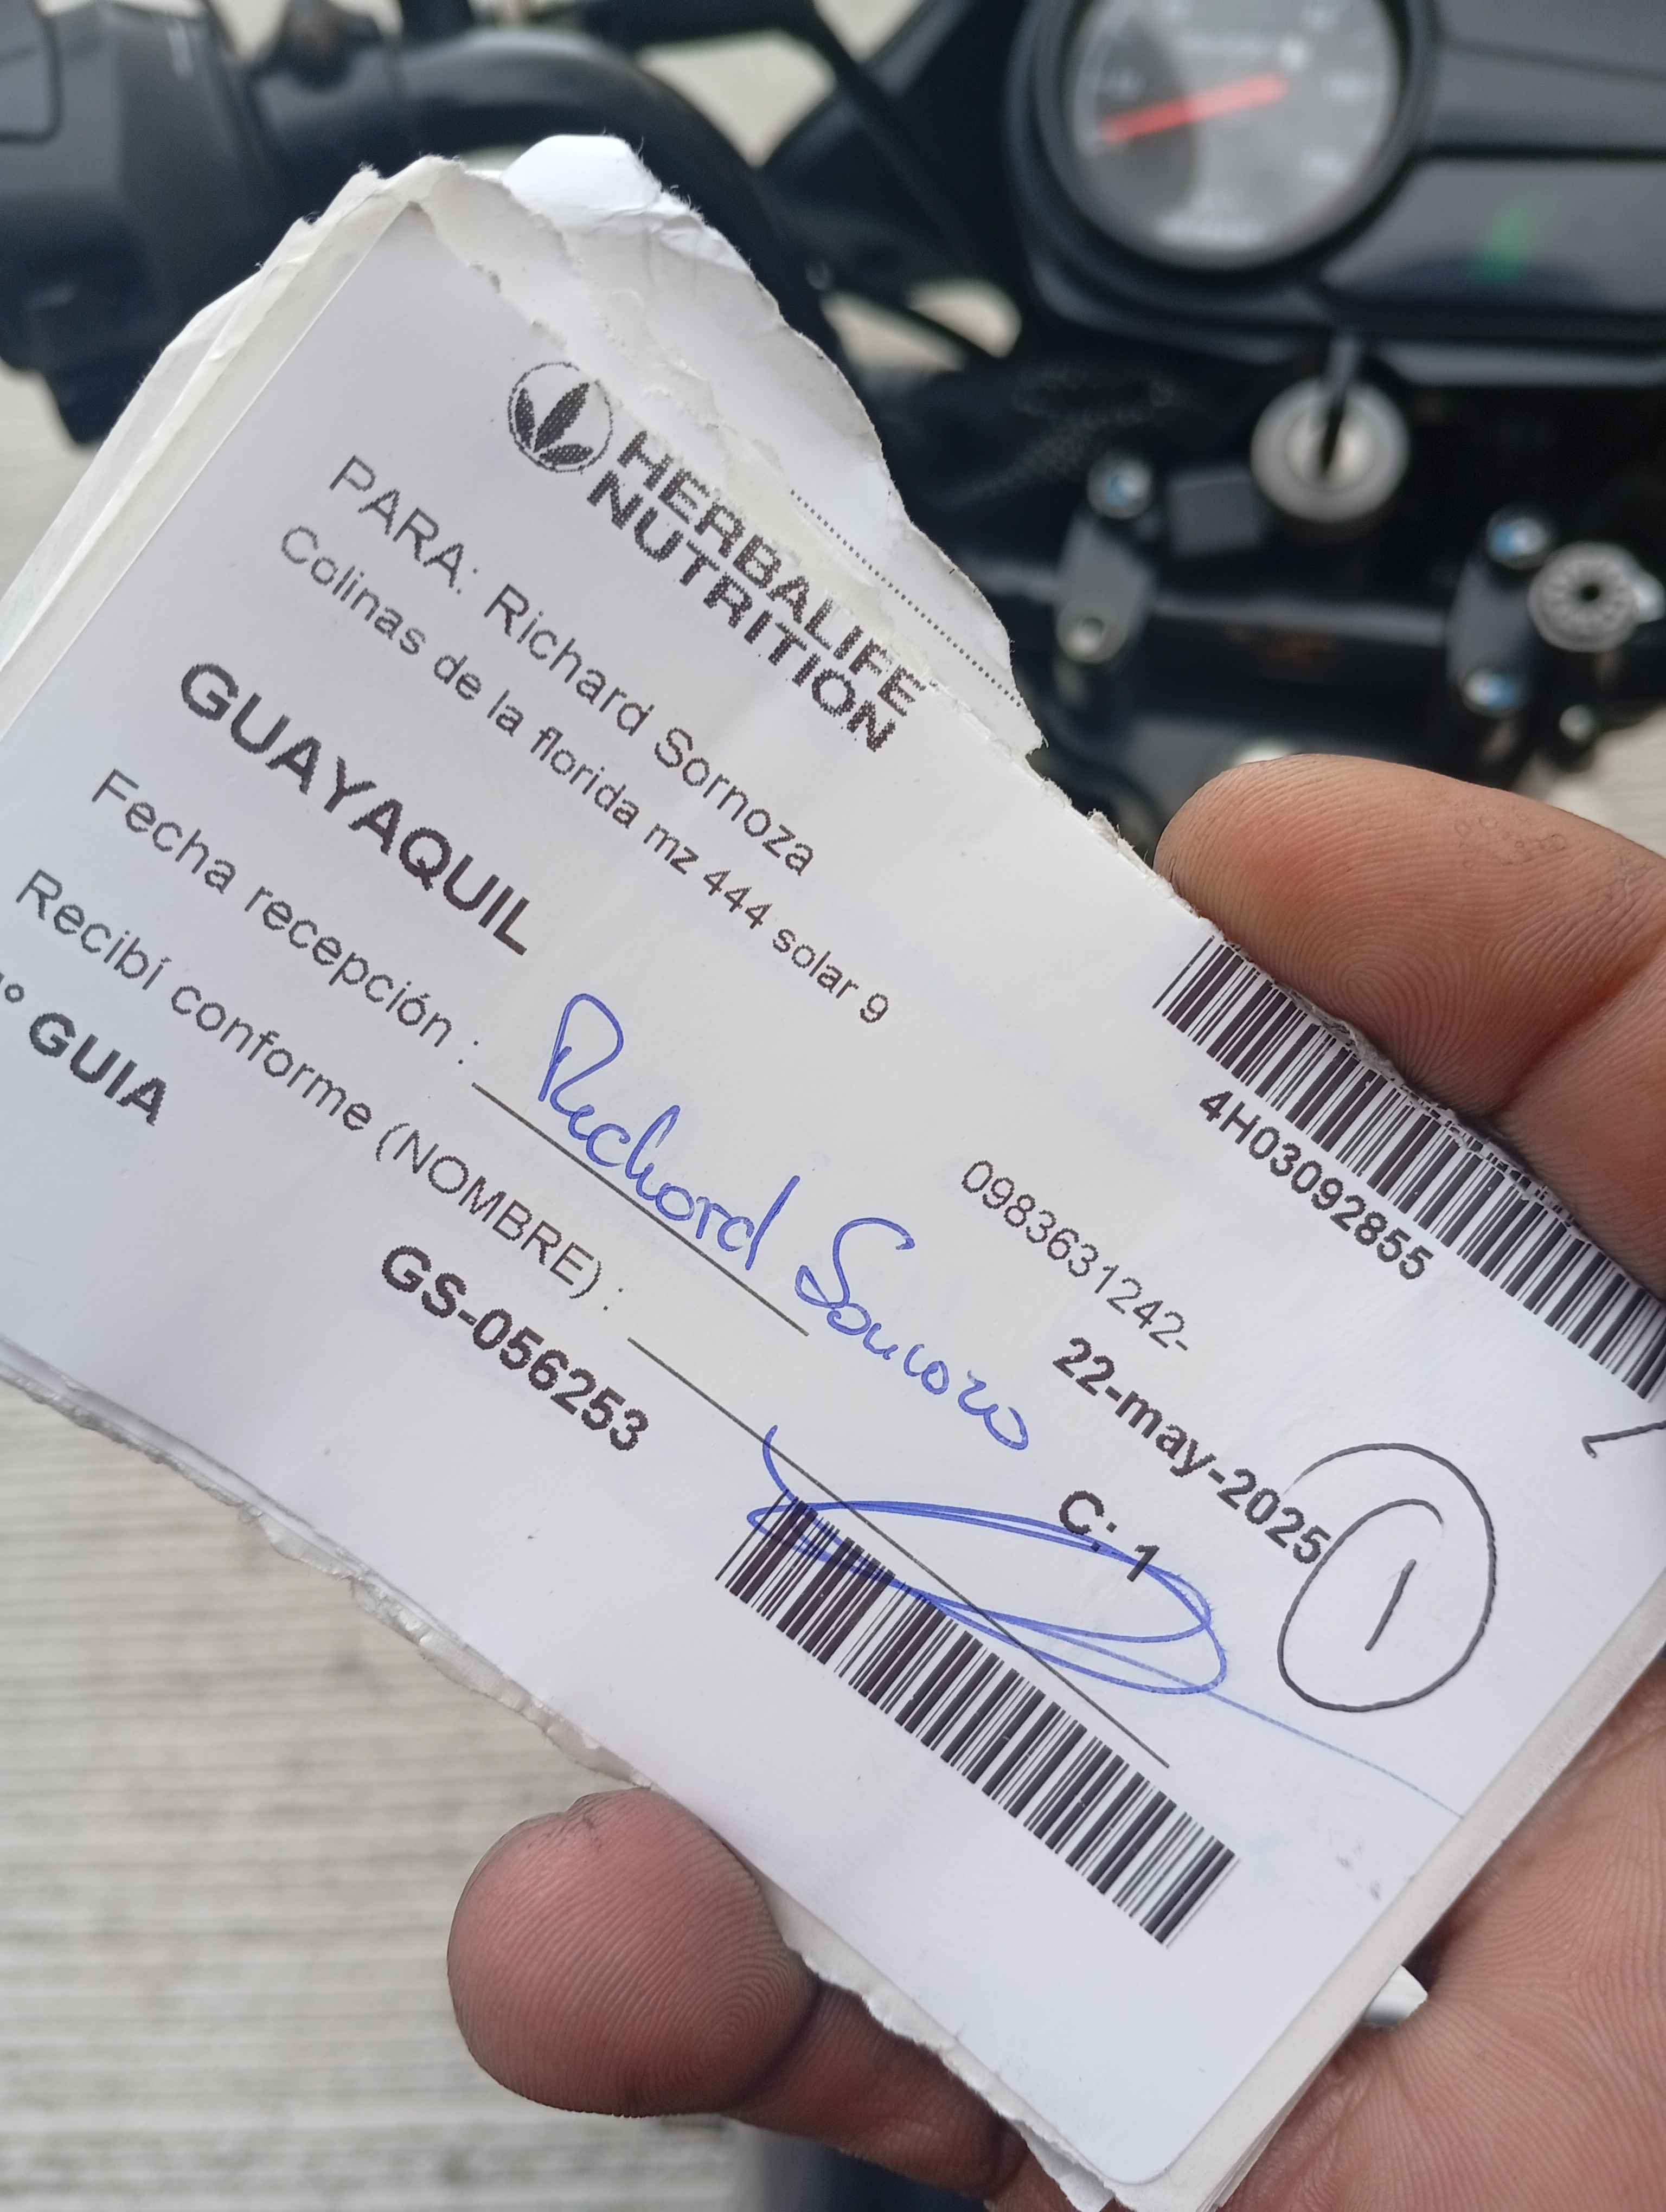 HERBALIFE
NUTRITION
4H03092855
PARA: Richard Sornoza
Colinas de la florida mz 444 solar 9
0983631242-
GUAYAQUIL
22-may-2025
1
Fecha recepción :
Richard Sornoza
C: 1
Recibí conforme (NOMBRE) :
° GUIA
GS-056253